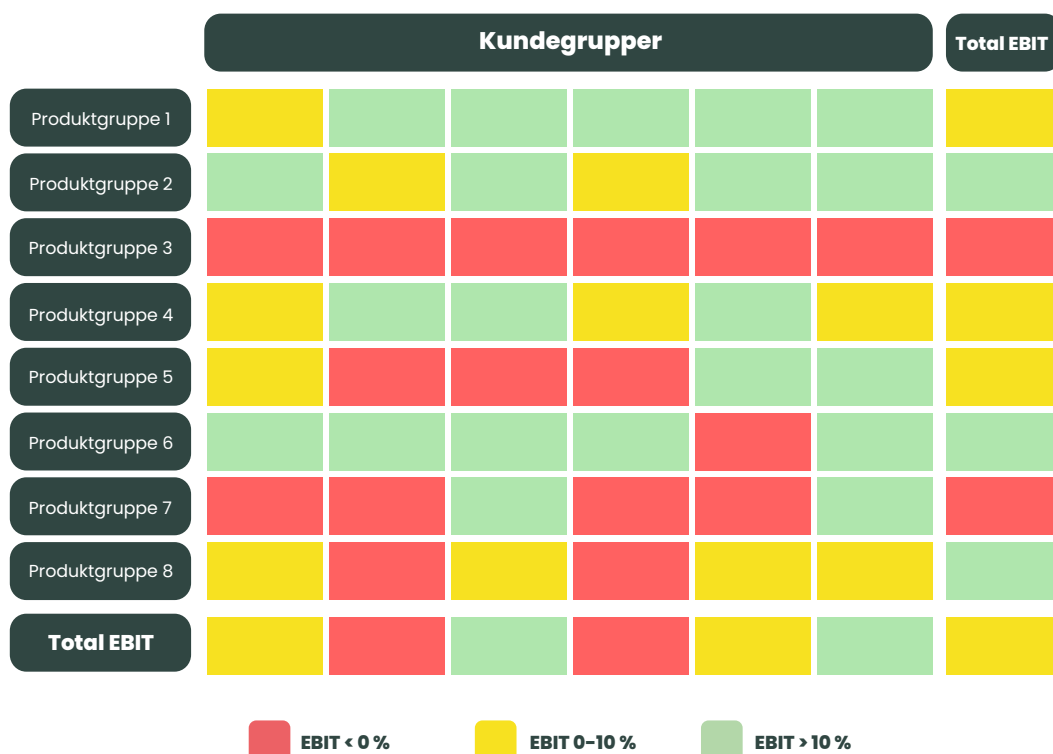 Kundegrupper
Total EBIT
Produktgruppe 1
Produktgruppe 2
Produktgruppe 3
Produktgruppe 4
Produktgruppe 5
Produktgruppe 6
Produktgruppe 7
Produktgruppe 8
Total EBIT
EBIT < 0 %
EBIT 0-10 %
EBIT > 10 %